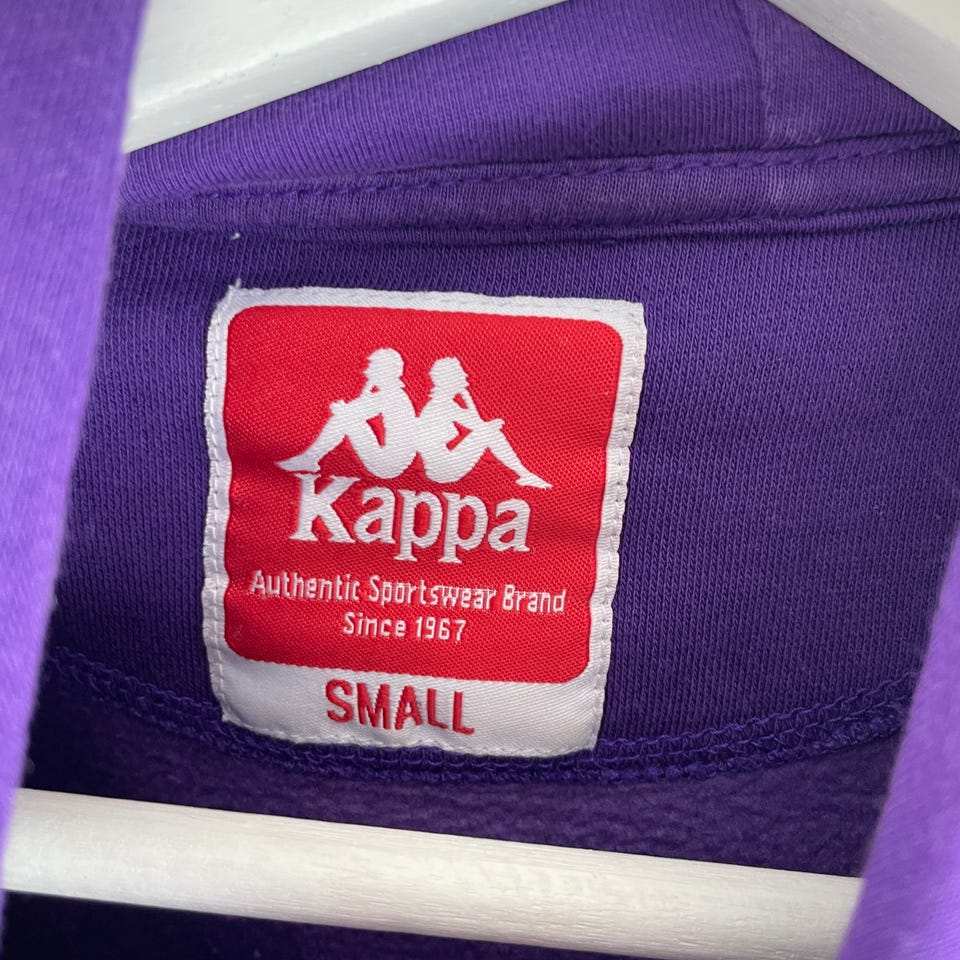 Kappa
Authentic Sportswear Brand
Since 1967
SMALL